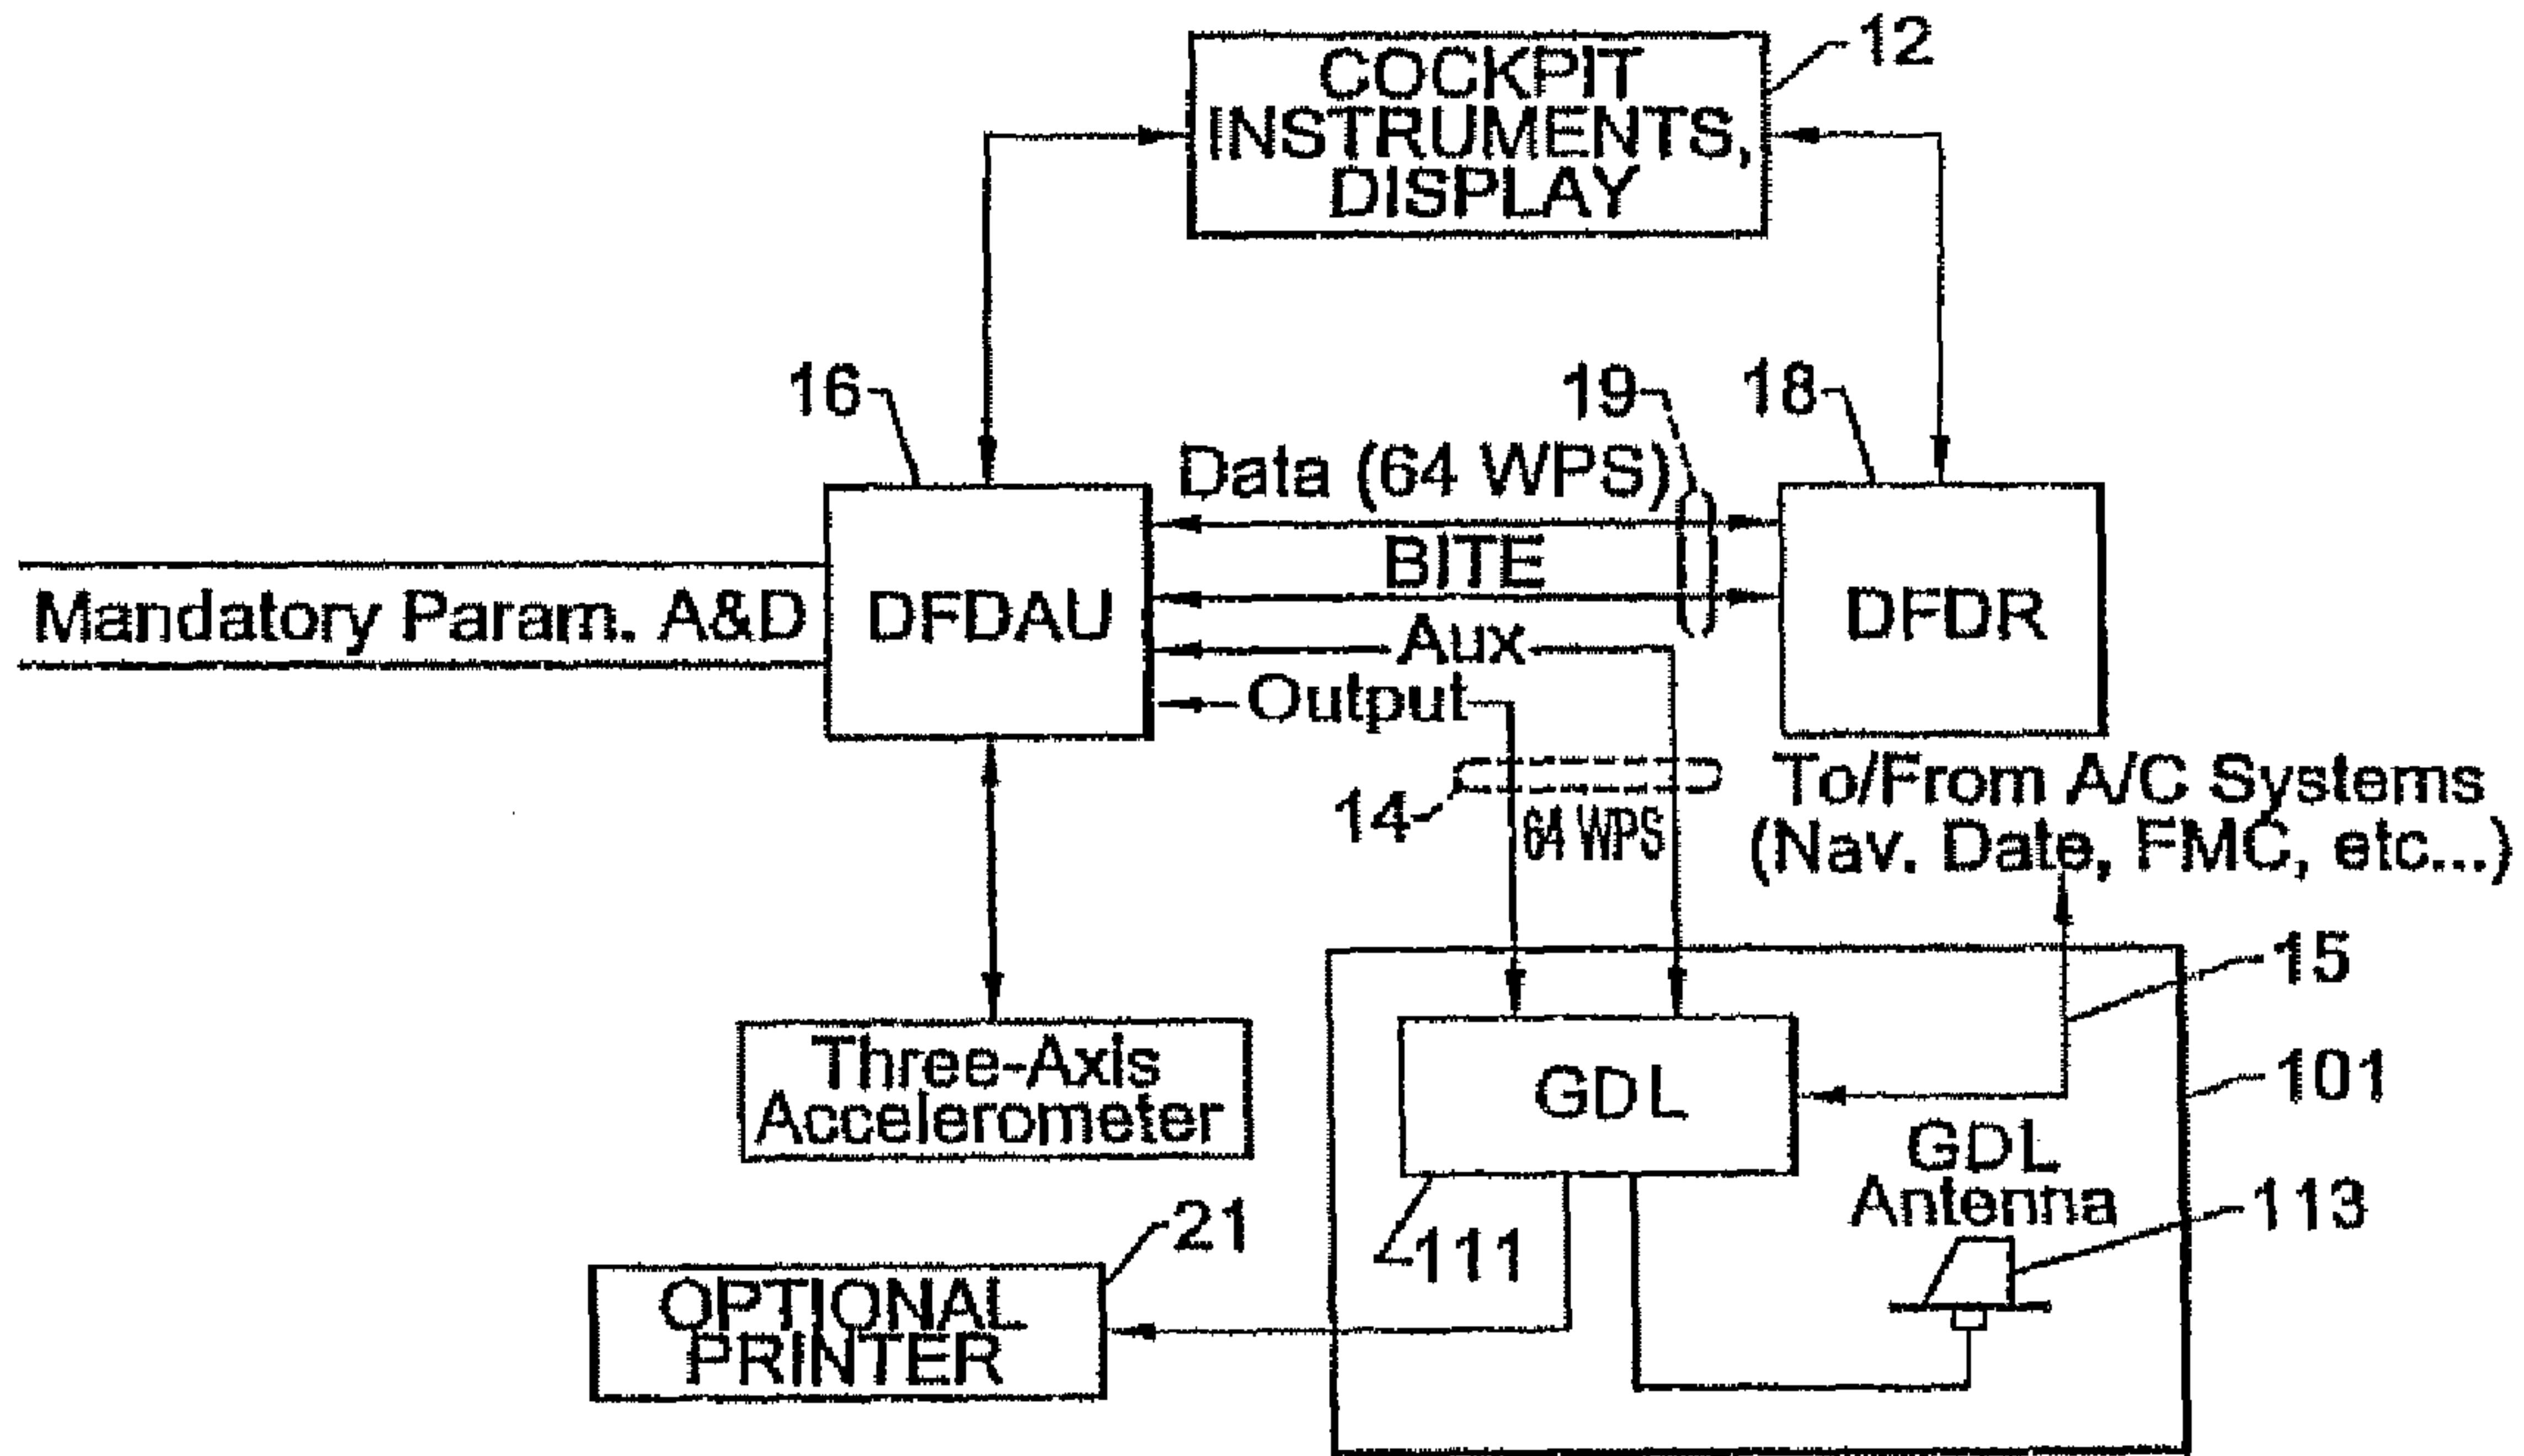 12
COCKPIT
INSTRUMENTS,
DISPLAY
16
19
18
Data (64 WPS)
BITE
Mandatory Param. A&D
DFDAU
DFDR
Aux
Output
14
64 WPS
To/From A/C Systems
(Nav. Date, FMC, etc...)
15
Three-Axis
Accelerometer
GDL
101
GDL
Antenna
113
111
21
OPTIONAL
PRINTER